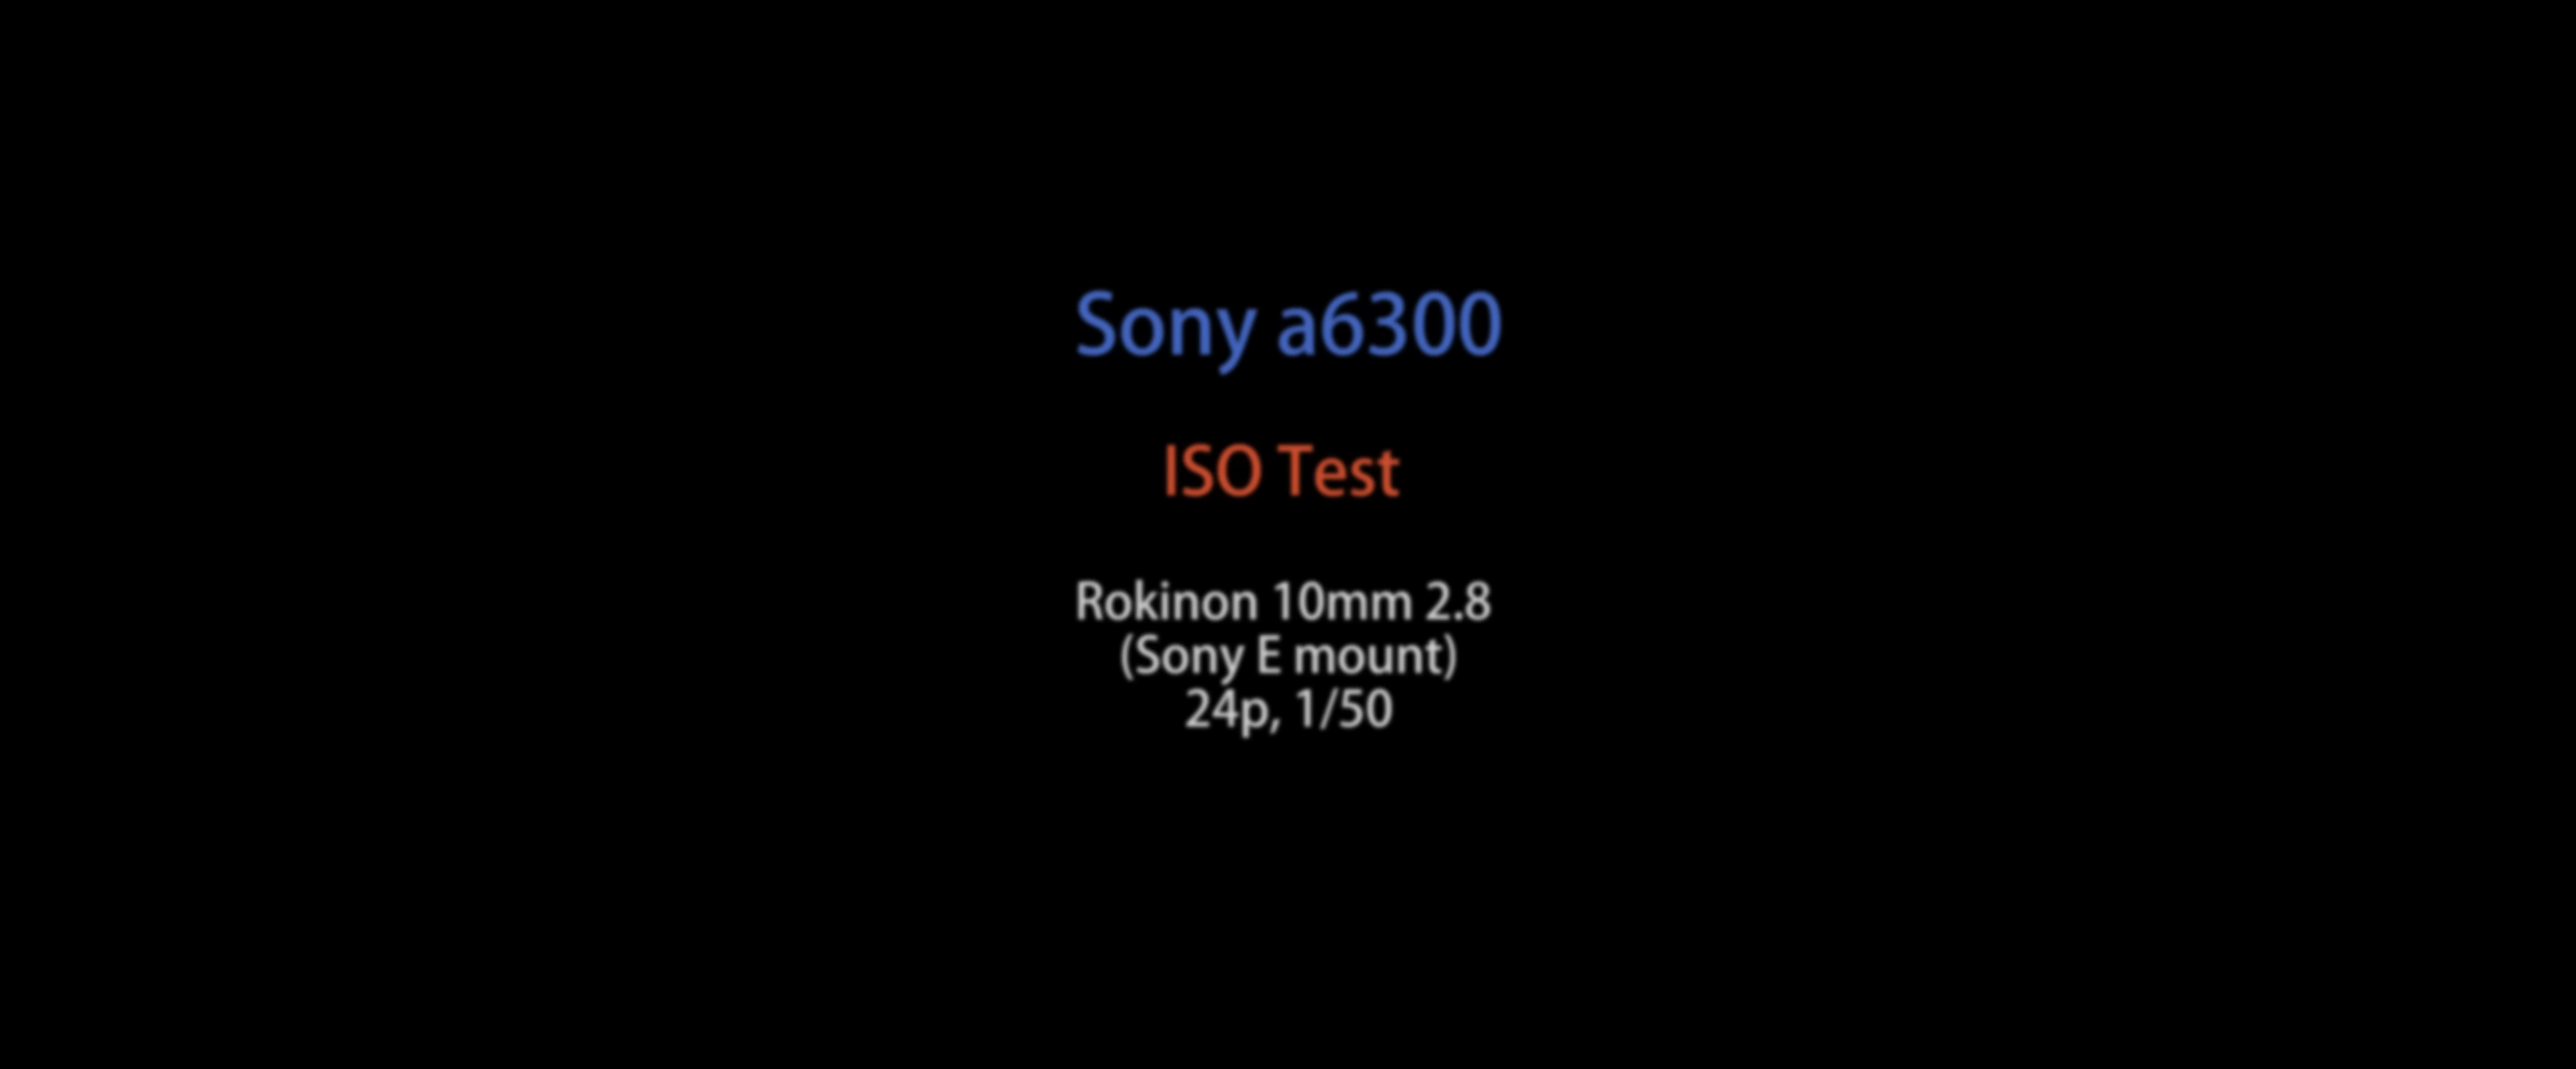 Sony a6300
ISO Test
Rokinon 10mm 2.8
(Sony E mount)
24p, 1/50